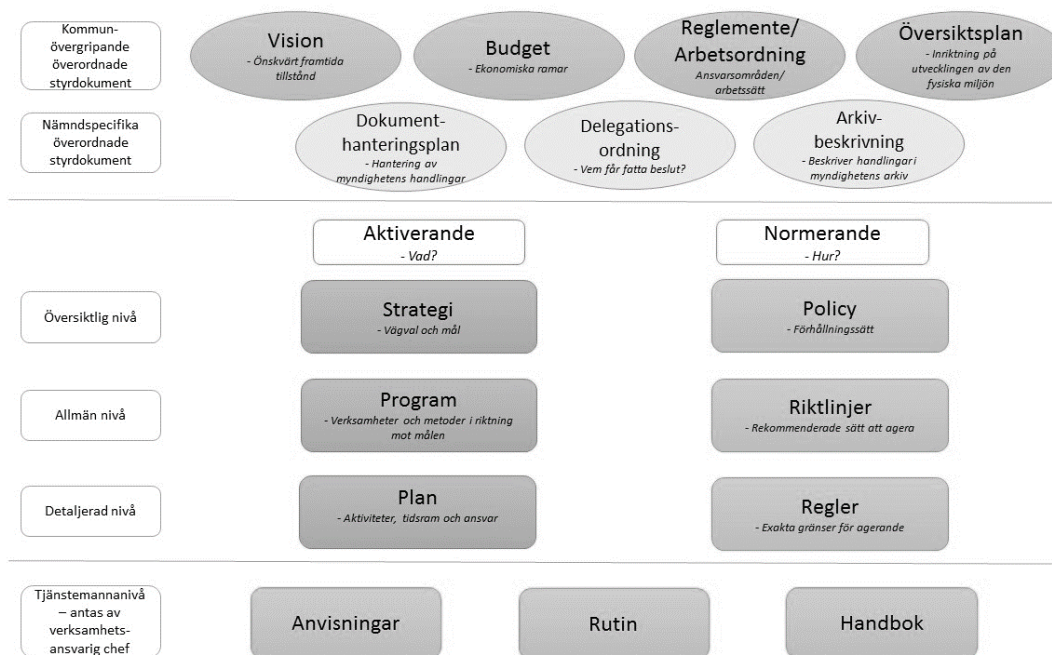 Kommun-
övergripande
överordnade
styrdokument
Vision
- Önskvärt framtida
tillstånd
Budget
- Ekonomiska ramar
Reglemente/
Arbetsordning
Ansvarsområden/
arbetssätt
Översiktsplan
- Inriktning på
utvecklingen av den
fysiska miljön
Nämndspecifika
överordnade
styrdokument
Dokument-
hanteringsplan
- Hantering av
myndighetens handlingar
Delegations-
ordning
- Vem får fatta beslut?
Arkiv-
beskrivning
- Beskriver handlingar i
myndighetens arkiv
Aktiverande
- Vad?
Normerande
- Hur?
Översiktlig nivå
Strategi
- Vägval och mål
Policy
- Förhållningssätt
Allmän nivå
Program
- Verksamheter och metoder i riktning
mot målen
Riktlinjer
- Rekommenderade sätt att agera
Detaljerad nivå
Plan
- Aktiviteter, tidsram och ansvar
Regler
- Exakta gränser för agerande
Tjänstemannanivå
– antas av
verksamhets-
ansvarig chef
Anvisningar
Rutin
Handbok